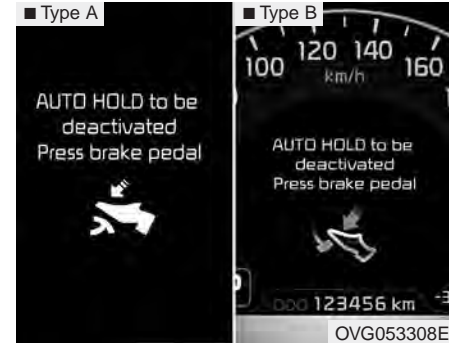 ■ Type A
AUTO HOLD to be
deactivated
Press brake pedal
■ Type B
100 120 140 160
km/h
AUTO HOLD to be
deactivated
Press brake pedal
000 123456 km
OVG053308E